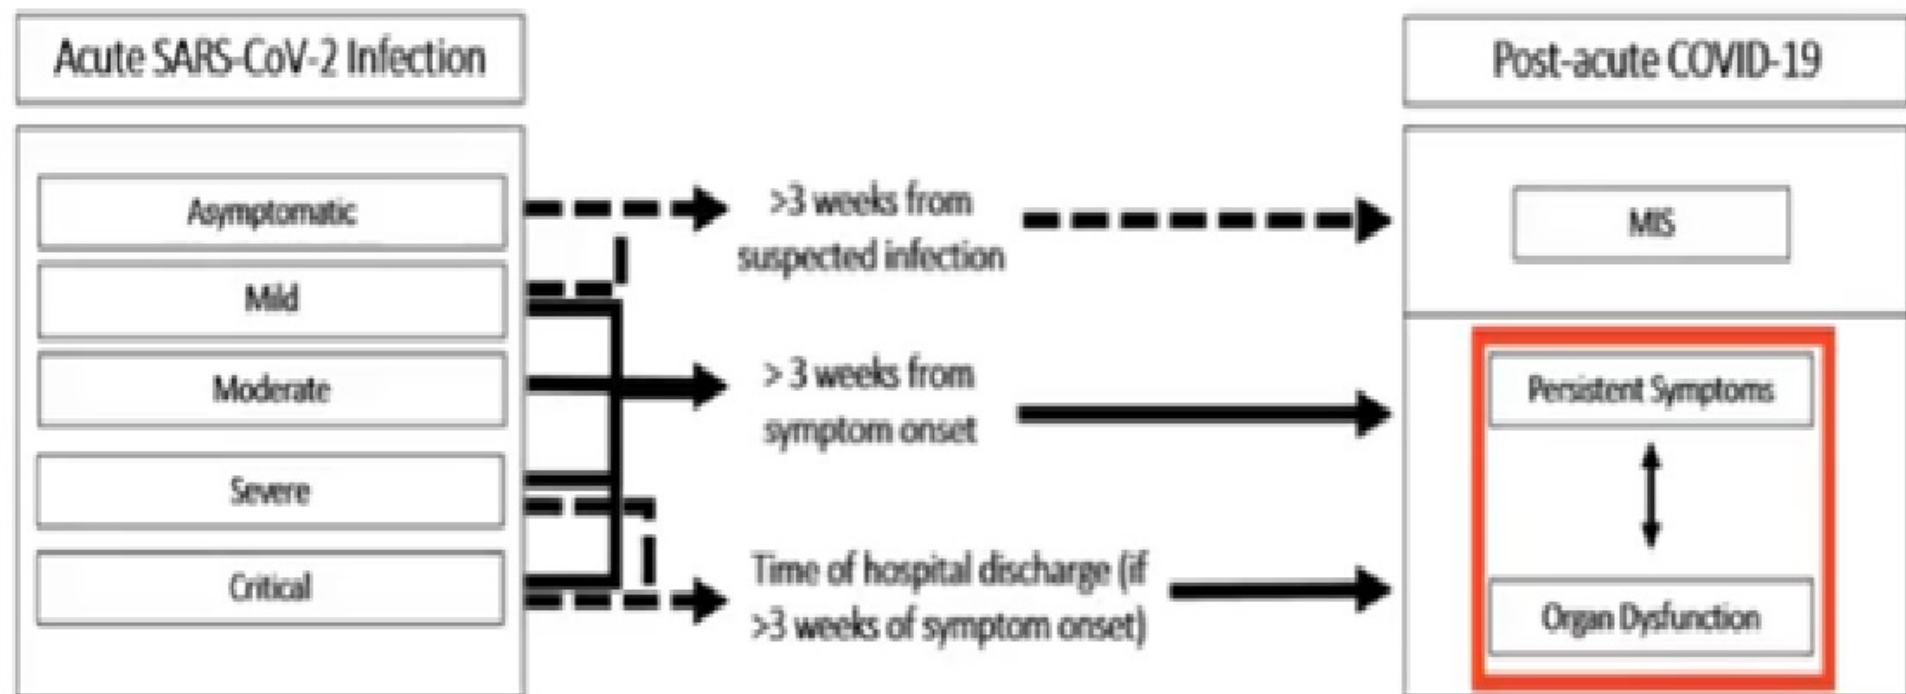 Acute SARS-CoV-2 Infection
Post-acute COVID-19
Asymptomatic
Mild
Moderate
Severe
Critical
>3 weeks from
suspected infection
> 3 weeks from
symptom onset
Time of hospital discharge (if
>3 weeks of symptom onset)
MIS
Persistent Symptoms
Organ Dysfunction